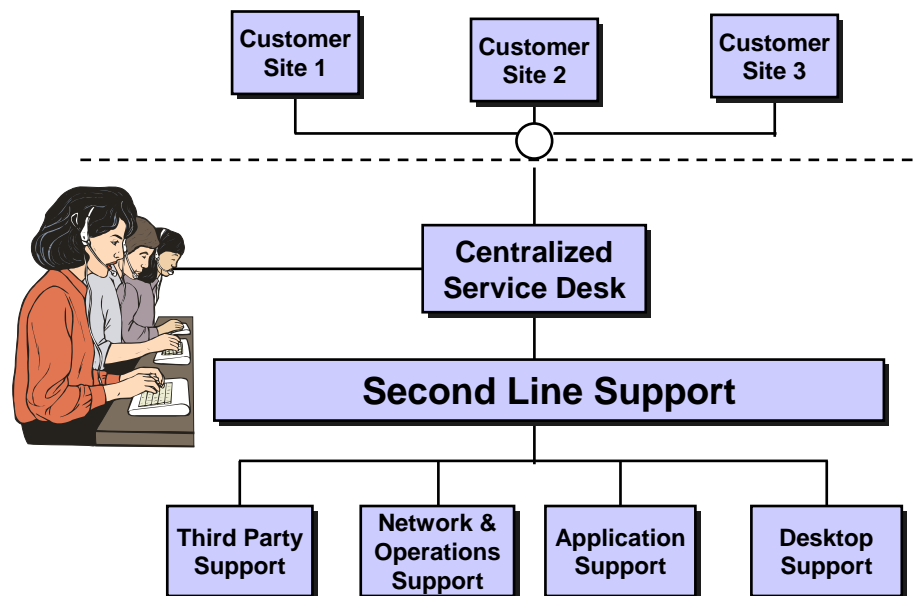 Customer
Site 1
Customer
Site 2
Customer
Site 3
Centralized
Service Desk
Second Line Support
Third Party
Support
Network &
Operations
Support
Application
Support
Desktop
Support